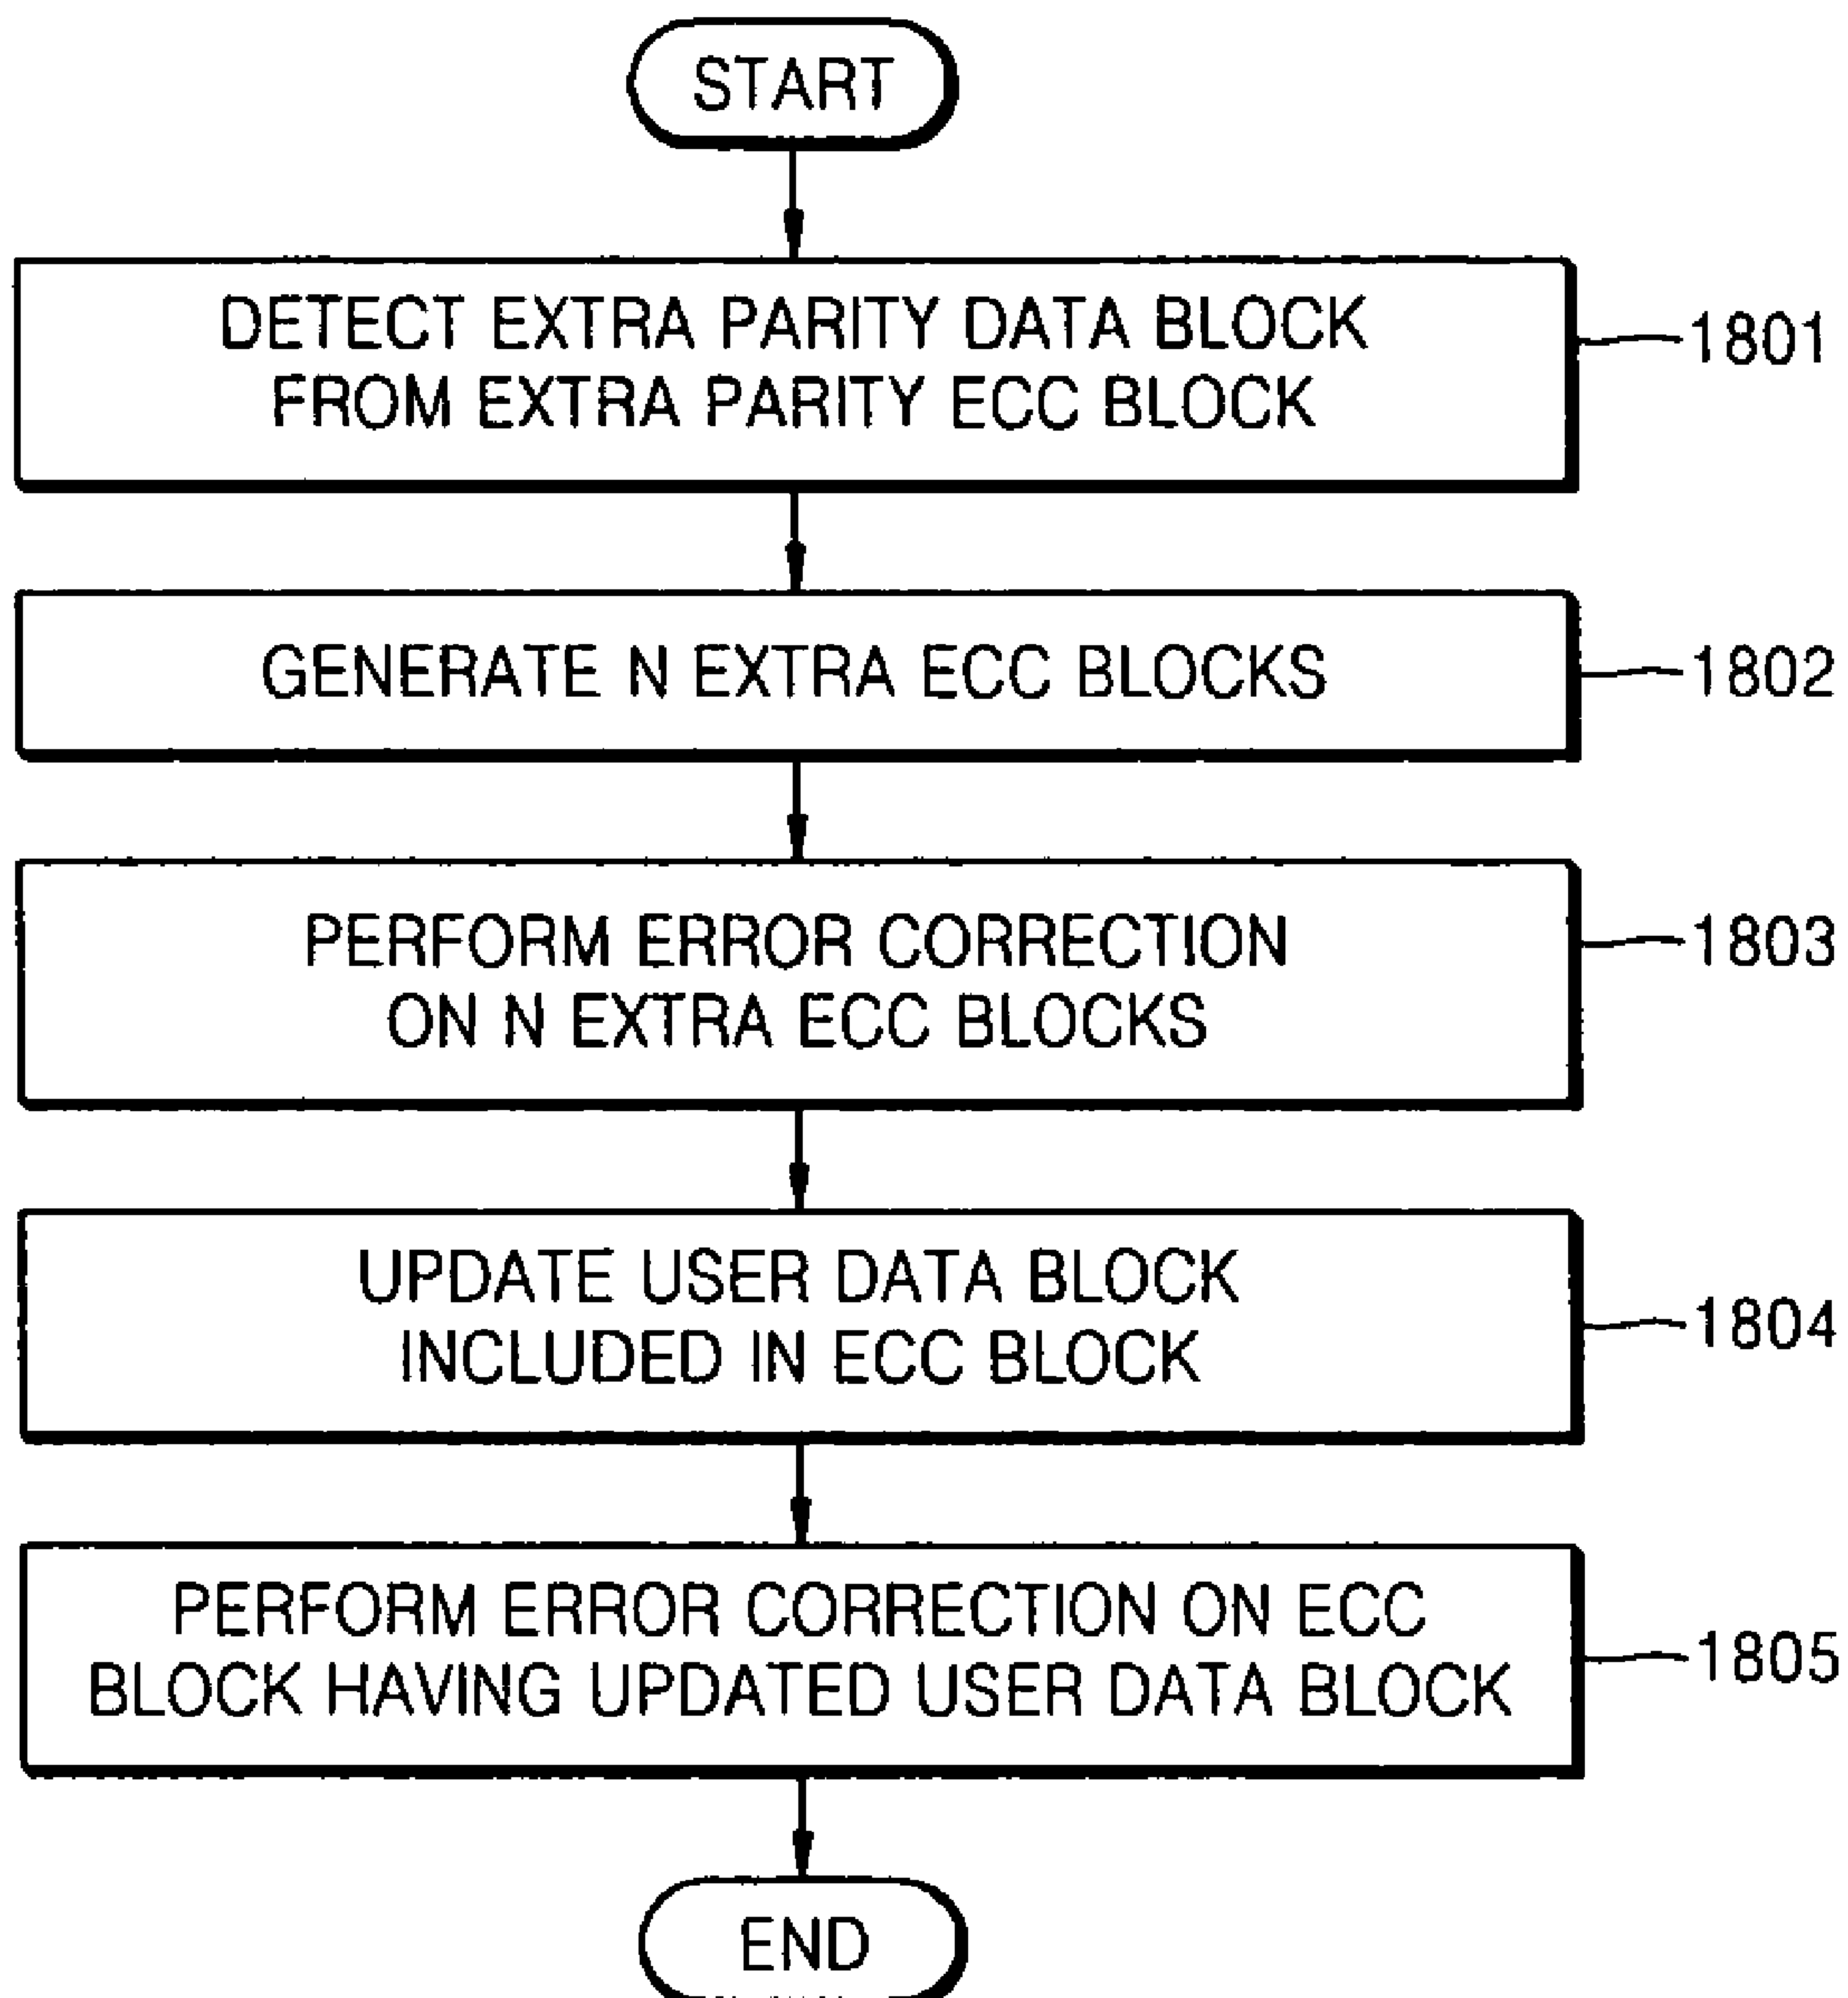 START
DETECT EXTRA PARITY DATA BLOCK
FROM EXTRA PARITY ECC BLOCK
1801
GENERATE N EXTRA ECC BLOCKS
1802
PERFORM ERROR CORRECTION
ON N EXTRA ECC BLOCKS
1803
UPDATE USER DATA BLOCK
INCLUDED IN ECC BLOCK
1804
PERFORM ERROR CORRECTION ON ECC
BLOCK HAVING UPDATED USER DATA BLOCK
1805
END